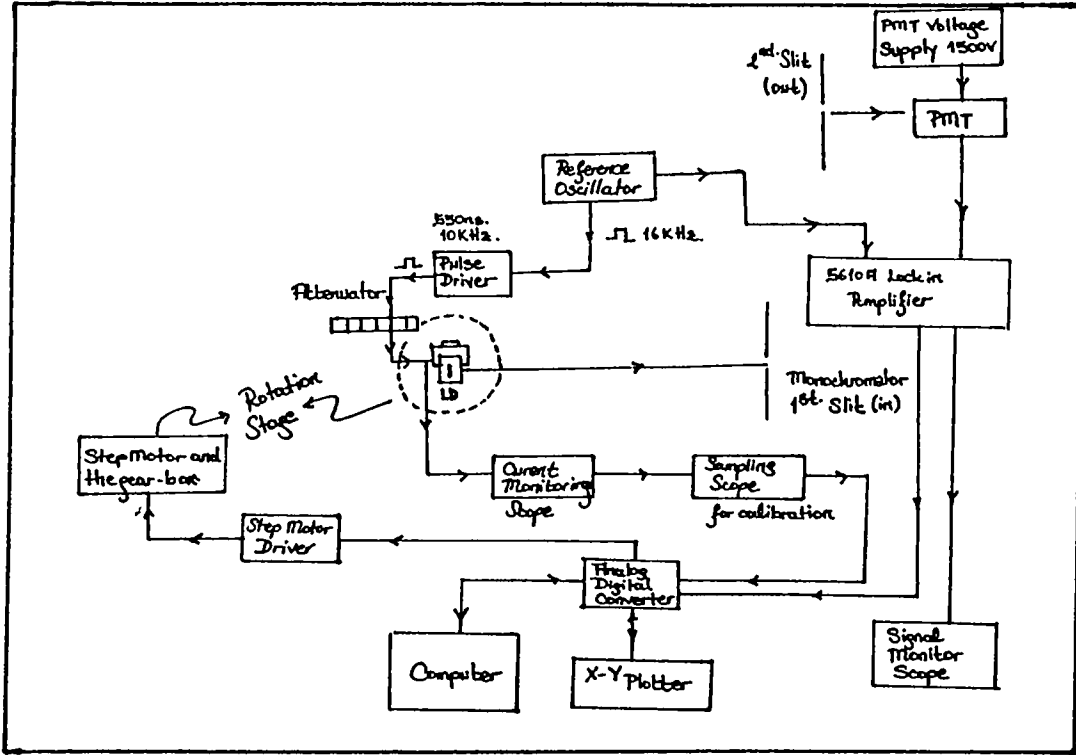 PMT Voltage
Supply 1500V
2nd. Slit
(out)
PMT
Reference
Oscillator
550ns.
10KHz.
16KHz.
Pulse
Driver
Attenuator
5610A Lock in
Amplifier
LD
Monochromator
1st. Slit (in)
Rotation
Stage
Step Motor and
the gear-box
Current
Monitoring
Scope
Sampling
Scope
for calibration
Step Motor
Driver
Analog
Digital
Converter
Computer
X-Y Plotter
Signal
Monitor
Scope